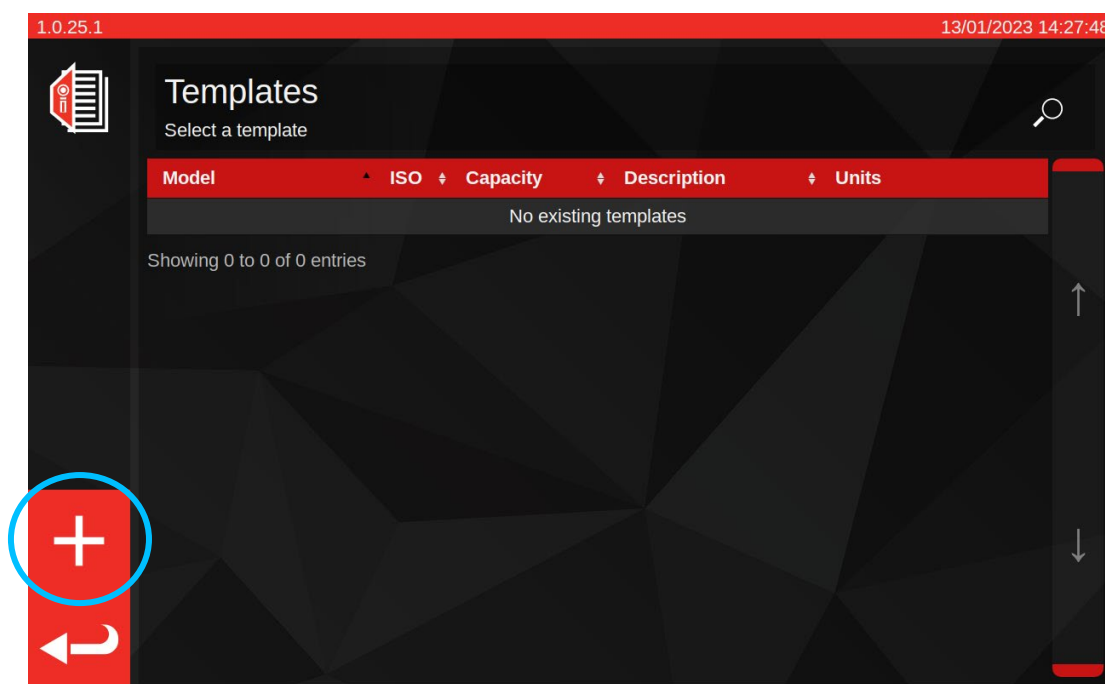 1.0.25.1 13/01/2023 14:27:48
Templates
Select a template
Model ISO Capacity Description Units
No existing templates
Showing 0 to 0 of 0 entries